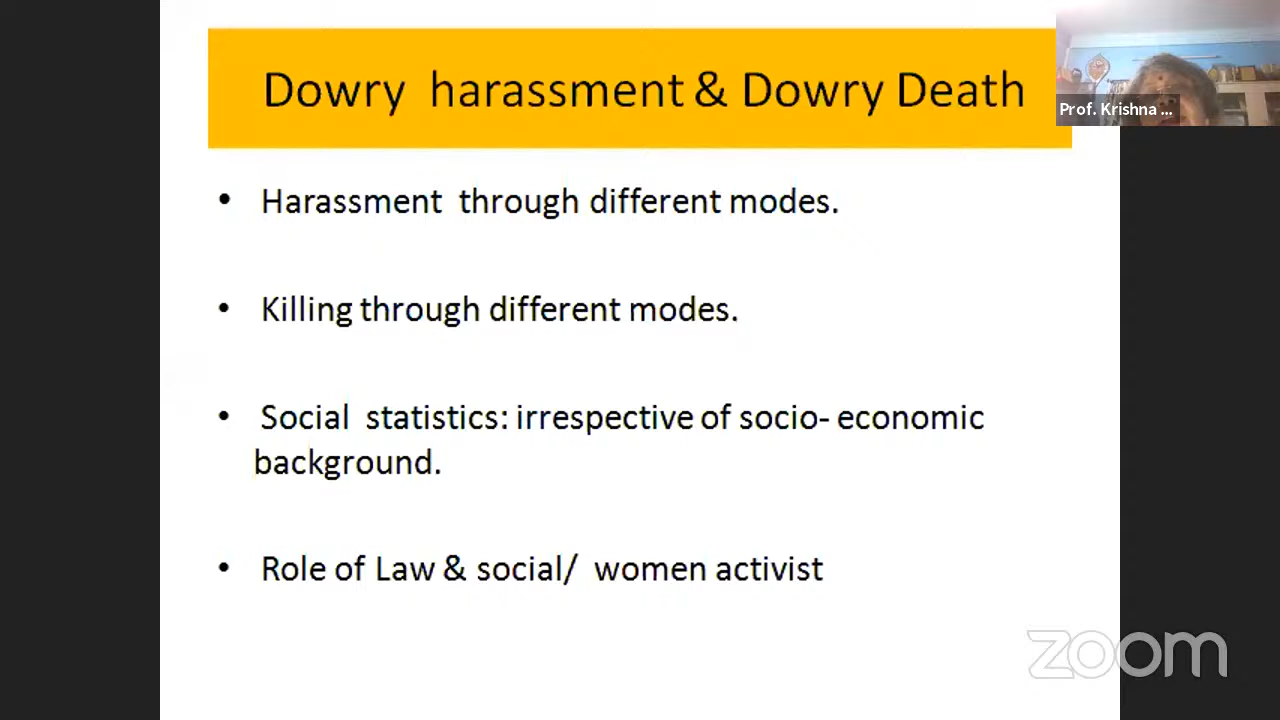 Dowry harassment & Dowry Death
Prof. Krishna ...
• Harassment through different modes.
• Killing through different modes.
• Social statistics: irrespective of socio- economic
background.
• Role of Law & social/ women activist
zoom